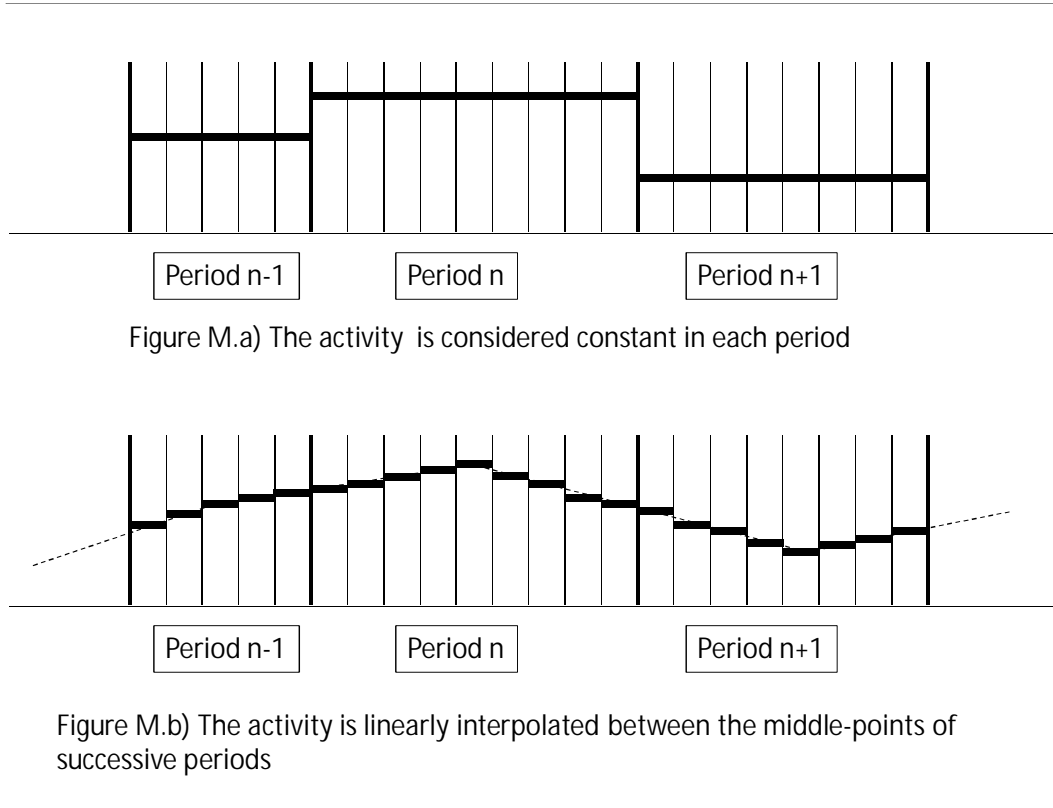 Period n-1
Period n
Period n+1
Figure M.a) The activity is considered constant in each period
Period n-1
Period n
Period n+1
Figure M.b) The activity is linearly interpolated between the middle-points of
successive periods